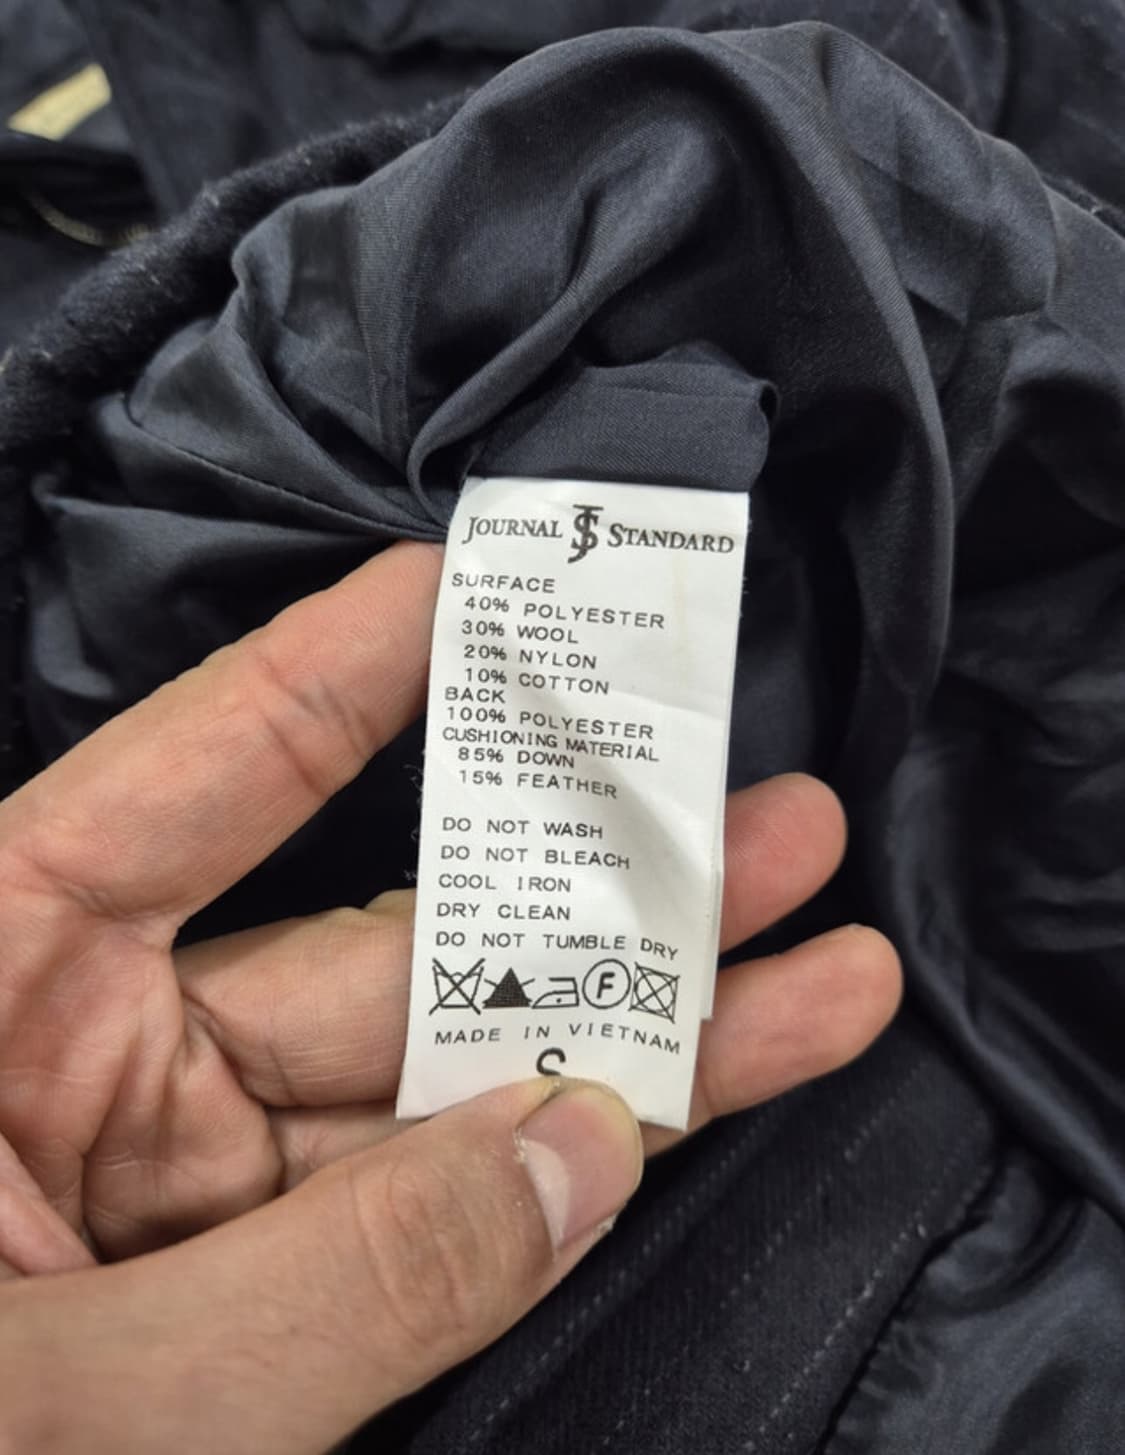 JOURNAL JS STANDARD
SURFACE
40% POLYESTER
30% WOOL
20% NYLON
10% COTTON
BACK
100% POLYESTER
CUSHIONING MATERIAL
85% DOWN
15% FEATHER
DO NOT WASH
DO NOT BLEACH
COOL IRON
DRY CLEAN
DO NOT TUMBLE DRY
F
MADE IN VIETNAM
S